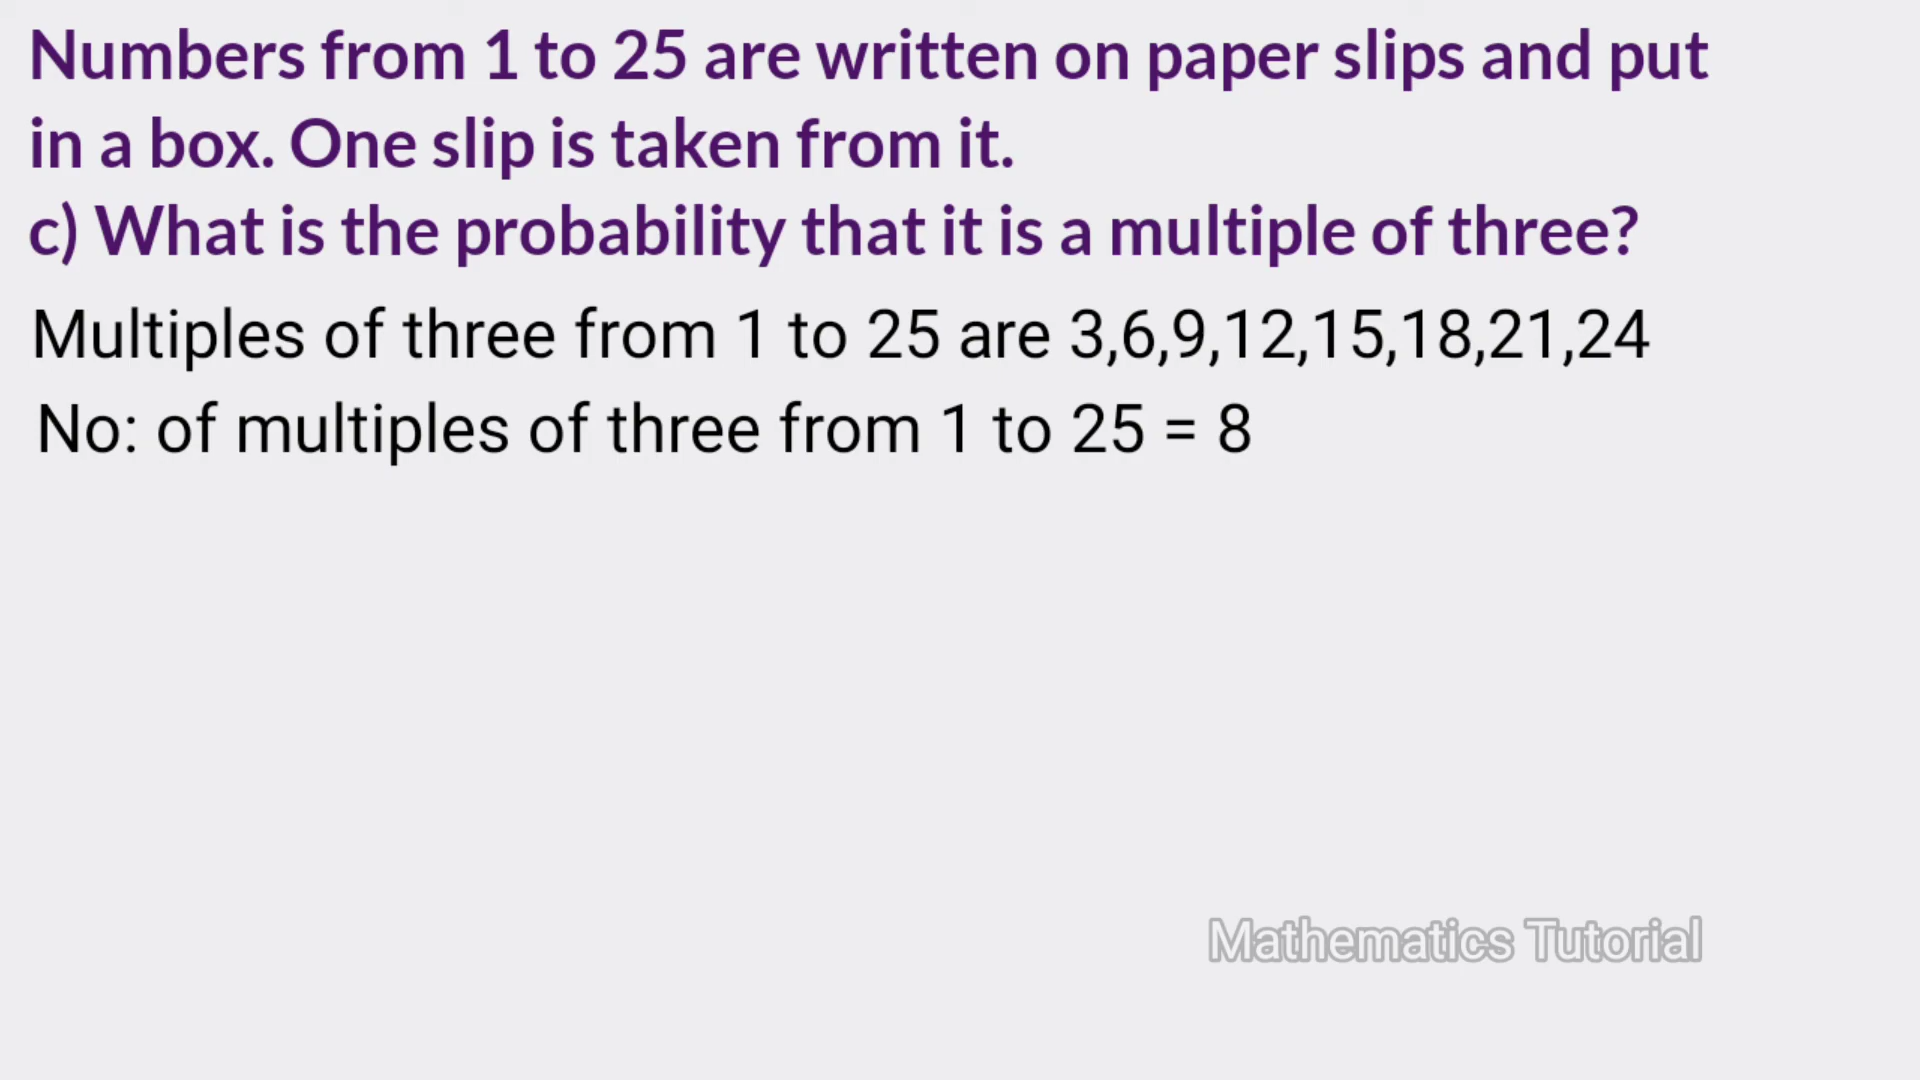 Numbers from 1 to 25 are written on paper slips and put
in a box. One slip is taken from it.
c) What is the probability that it is a multiple of three?
Multiples of three from 1 to 25 are 3,6,9,12,15,18,21,24
No: of multiples of three from 1 to 25 = 8
Mathematics Tutorial